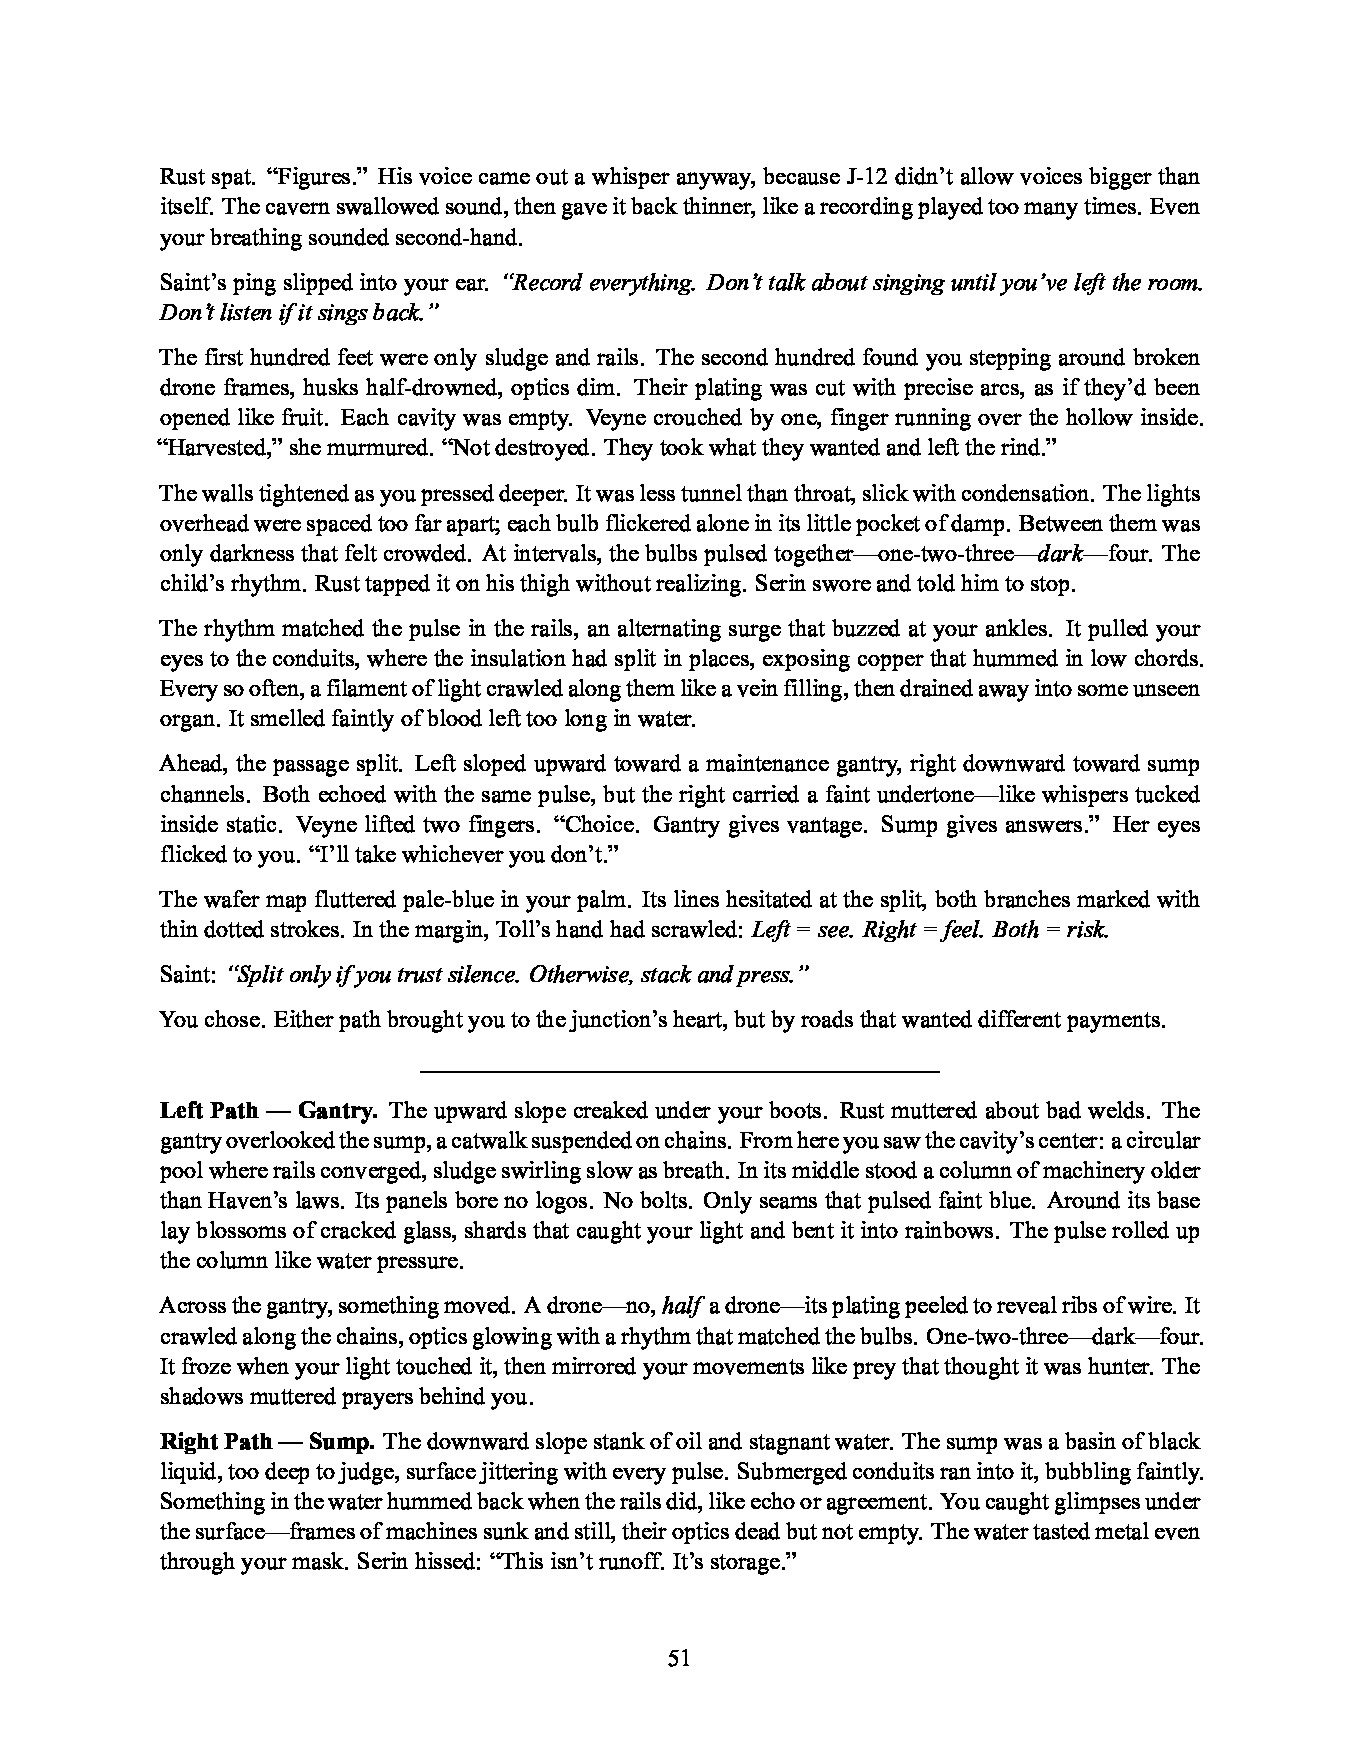 Rust spat. “Figures.” His voice came out a whisper anyway, because J-12 didn’t allow voices bigger than
itself. The cavern swallowed sound, then gave it back thinner, like a recording played too many times. Even
your breathing sounded second-hand.
Saint’s ping slipped into your ear. “Record everything. Don’t talk about singing until you’ve left the room.
Don’t listen if it sings back.”
The first hundred feet were only sludge and rails. The second hundred found you stepping around broken
drone frames, husks half-drowned, optics dim. Their plating was cut with precise arcs, as if they’d been
opened like fruit. Each cavity was empty. Veyne crouched by one, finger running over the hollow inside.
“Harvested,” she murmured. “Not destroyed. They took what they wanted and left the rind.”
The walls tightened as you pressed deeper. It was less tunnel than throat, slick with condensation. The lights
overhead were spaced too far apart; each bulb flickered alone in its little pocket of damp. Between them was
only darkness that felt crowded. At intervals, the bulbs pulsed together—one-two-three—dark—four. The
child’s rhythm. Rust tapped it on his thigh without realizing. Serin swore and told him to stop.
The rhythm matched the pulse in the rails, an alternating surge that buzzed at your ankles. It pulled your
eyes to the conduits, where the insulation had split in places, exposing copper that hummed in low chords.
Every so often, a filament of light crawled along them like a vein filling, then drained away into some unseen
organ. It smelled faintly of blood left too long in water.
Ahead, the passage split. Left sloped upward toward a maintenance gantry, right downward toward sump
channels. Both echoed with the same pulse, but the right carried a faint undertone—like whispers tucked
inside static. Veyne lifted two fingers. “Choice. Gantry gives vantage. Sump gives answers.” Her eyes
flicked to you. “I’ll take whichever you don’t.”
The wafer map fluttered pale-blue in your palm. Its lines hesitated at the split, both branches marked with
thin dotted strokes. In the margin, Toll’s hand had scrawled: Left = see. Right = feel. Both = risk.
Saint: “Split only if you trust silence. Otherwise, stack and press.”
You chose. Either path brought you to the junction’s heart, but by roads that wanted different payments.
Left Path — Gantry. The upward slope creaked under your boots. Rust muttered about bad welds. The
gantry overlooked the sump, a catwalk suspended on chains. From here you saw the cavity’s center: a circular
pool where rails converged, sludge swirling slow as breath. In its middle stood a column of machinery older
than Haven’s laws. Its panels bore no logos. No bolts. Only seams that pulsed faint blue. Around its base
lay blossoms of cracked glass, shards that caught your light and bent it into rainbows. The pulse rolled up
the column like water pressure.
Across the gantry, something moved. A drone—no, half a drone—its plating peeled to reveal ribs of wire. It
crawled along the chains, optics glowing with a rhythm that matched the bulbs. One-two-three—dark—four.
It froze when your light touched it, then mirrored your movements like prey that thought it was hunter. The
shadows muttered prayers behind you.
Right Path — Sump. The downward slope stank of oil and stagnant water. The sump was a basin of black
liquid, too deep to judge, surface jittering with every pulse. Submerged conduits ran into it, bubbling faintly.
Something in the water hummed back when the rails did, like echo or agreement. You caught glimpses under
the surface—frames of machines sunk and still, their optics dead but not empty. The water tasted metal even
through your mask. Serin hissed: “This isn’t runoff. It’s storage.”
51